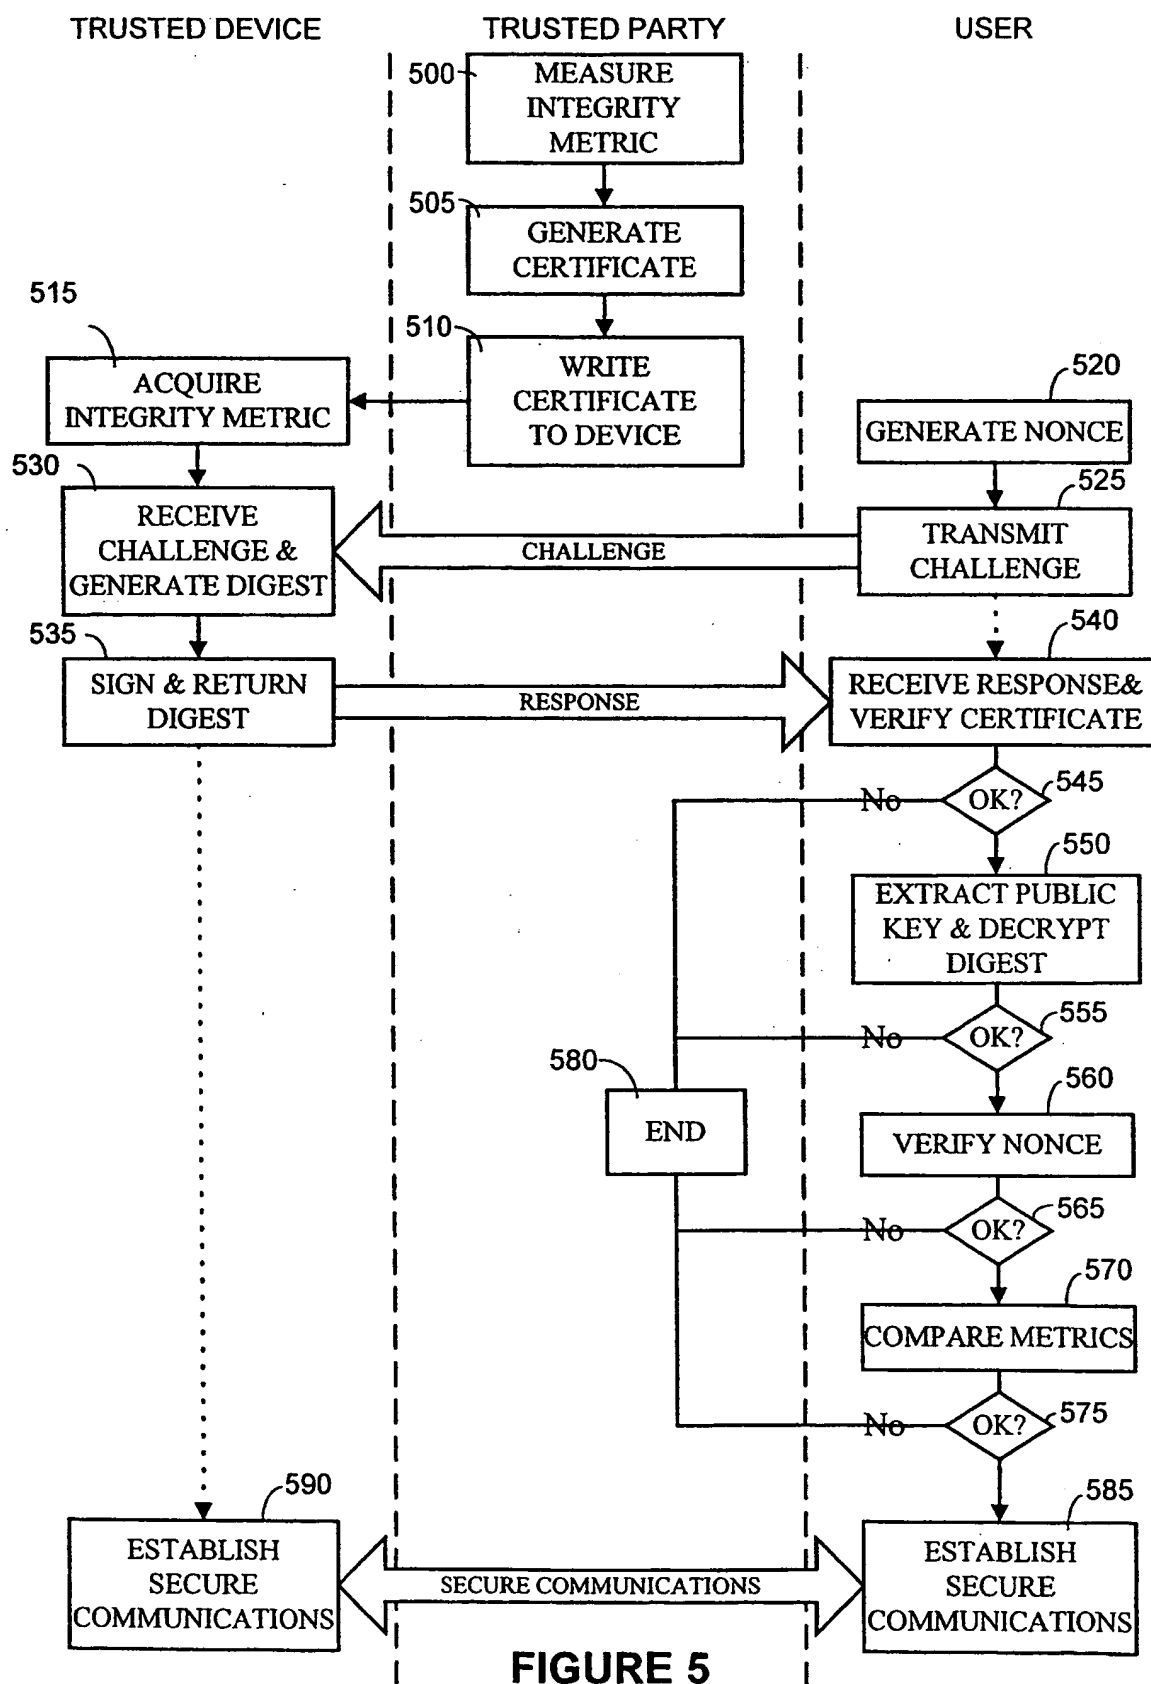 TRUSTED DEVICE
TRUSTED PARTY
USER
500
MEASURE
INTEGRITY
METRIC
505
GENERATE
CERTIFICATE
510
WRITE
CERTIFICATE
TO DEVICE
515
ACQUIRE
INTEGRITY METRIC
520
GENERATE NONCE
525
TRANSMIT
CHALLENGE
CHALLENGE
530
RECEIVE
CHALLENGE &
GENERATE DIGEST
535
SIGN & RETURN
DIGEST
RESPONSE
540
RECEIVE RESPONSE&
VERIFY CERTIFICATE
545
OK?
No
550
EXTRACT PUBLIC
KEY & DECRYPT
DIGEST
555
OK?
No
580
END
560
VERIFY NONCE
565
OK?
No
570
COMPARE METRICS
575
OK?
No
590
ESTABLISH
SECURE
COMMUNICATIONS
SECURE COMMUNICATIONS
585
ESTABLISH
SECURE
COMMUNICATIONS
FIGURE 5